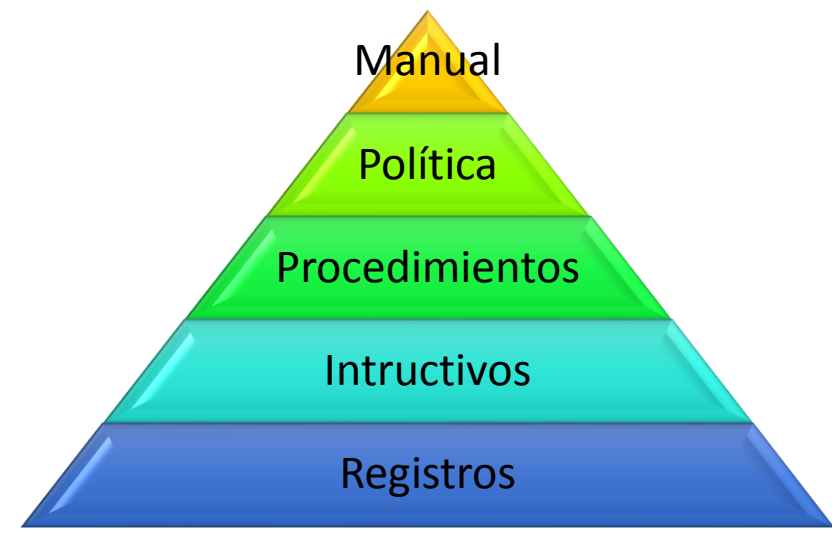 Manual
Política
Procedimientos
Intructivos
Registros